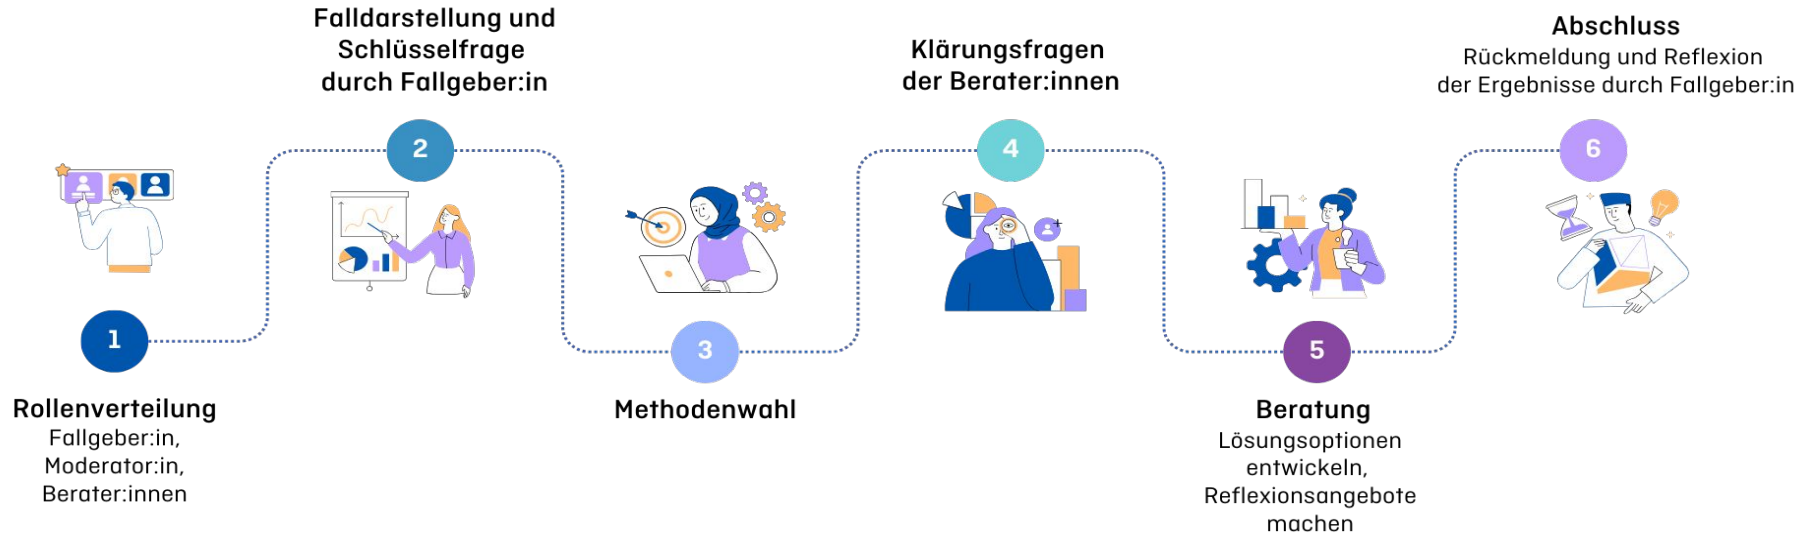 1
Rollenverteilung
Fallgeber:in,
Moderator:in,
Berater:innen
Falldarstellung und
Schlüsselfrage
durch Fallgeber:in
2
3
Methodenwahl
Klärungsfragen
der Berater:innen
4
5
Beratung
Lösungsoptionen
entwickeln,
Reflexionsangebote
machen
Abschluss
Rückmeldung und Reflexion
der Ergebnisse durch Fallgeber:in
6